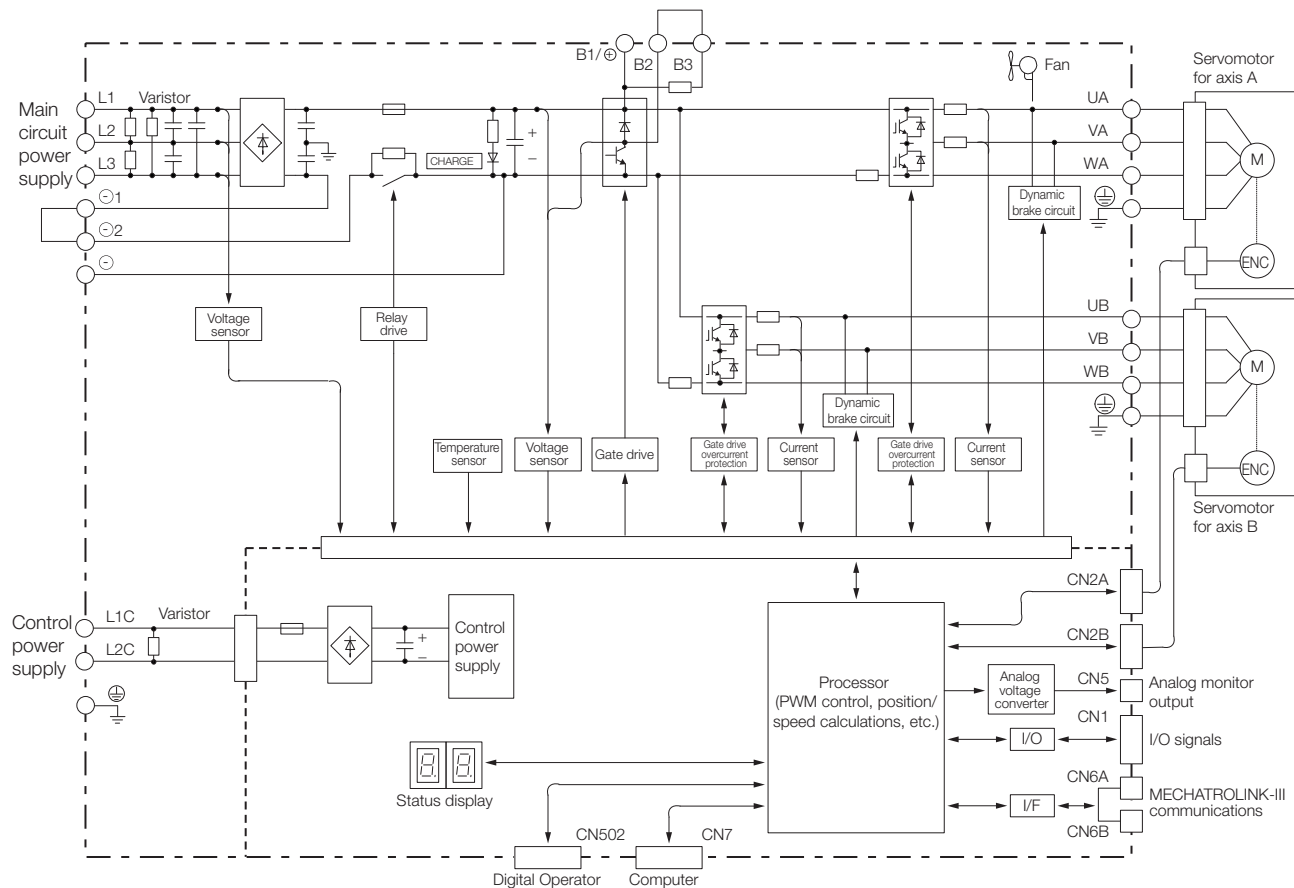 B1/⊕
B2
B3
Fan
Servomotor
for axis A
Main
circuit
power
supply
L1
Varistor
L2
L3
⊖1
⊖2
⊖
CHARGE
+
−
UA
VA
WA
M
Dynamic
brake circuit
ENC
Voltage
sensor
Relay
drive
UB
VB
WB
M
Dynamic
brake circuit
Temperature
sensor
Voltage
sensor
Gate drive
Gate drive
overcurrent
protection
Current
sensor
Gate drive
overcurrent
protection
Current
sensor
ENC
Servomotor
for axis B
Control
power
supply
L1C
Varistor
L2C
+
−
Control
power
supply
Processor
(PWM control, position/
speed calculations, etc.)
CN2A
CN2B
Analog
voltage
converter
CN5
Analog monitor
output
CN1
I/O
I/O signals
CN6A
I/F
MECHATROLINK-III
communications
CN6B
8. 8.
Status display
CN502
CN7
Digital Operator
Computer